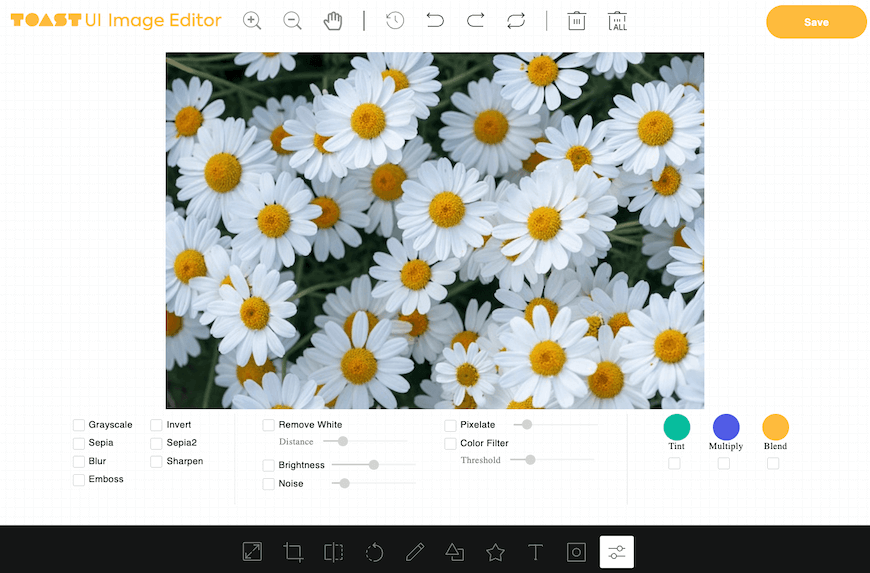 TOAST UI Image Editor
ALL
Save
Grayscale
Invert
Sepia
Sepia2
Blur
Sharpen
Emboss
Remove White
Distance
Brightness
Noise
Pixelate
Color Filter
Threshold
Tint
Multiply
Blend